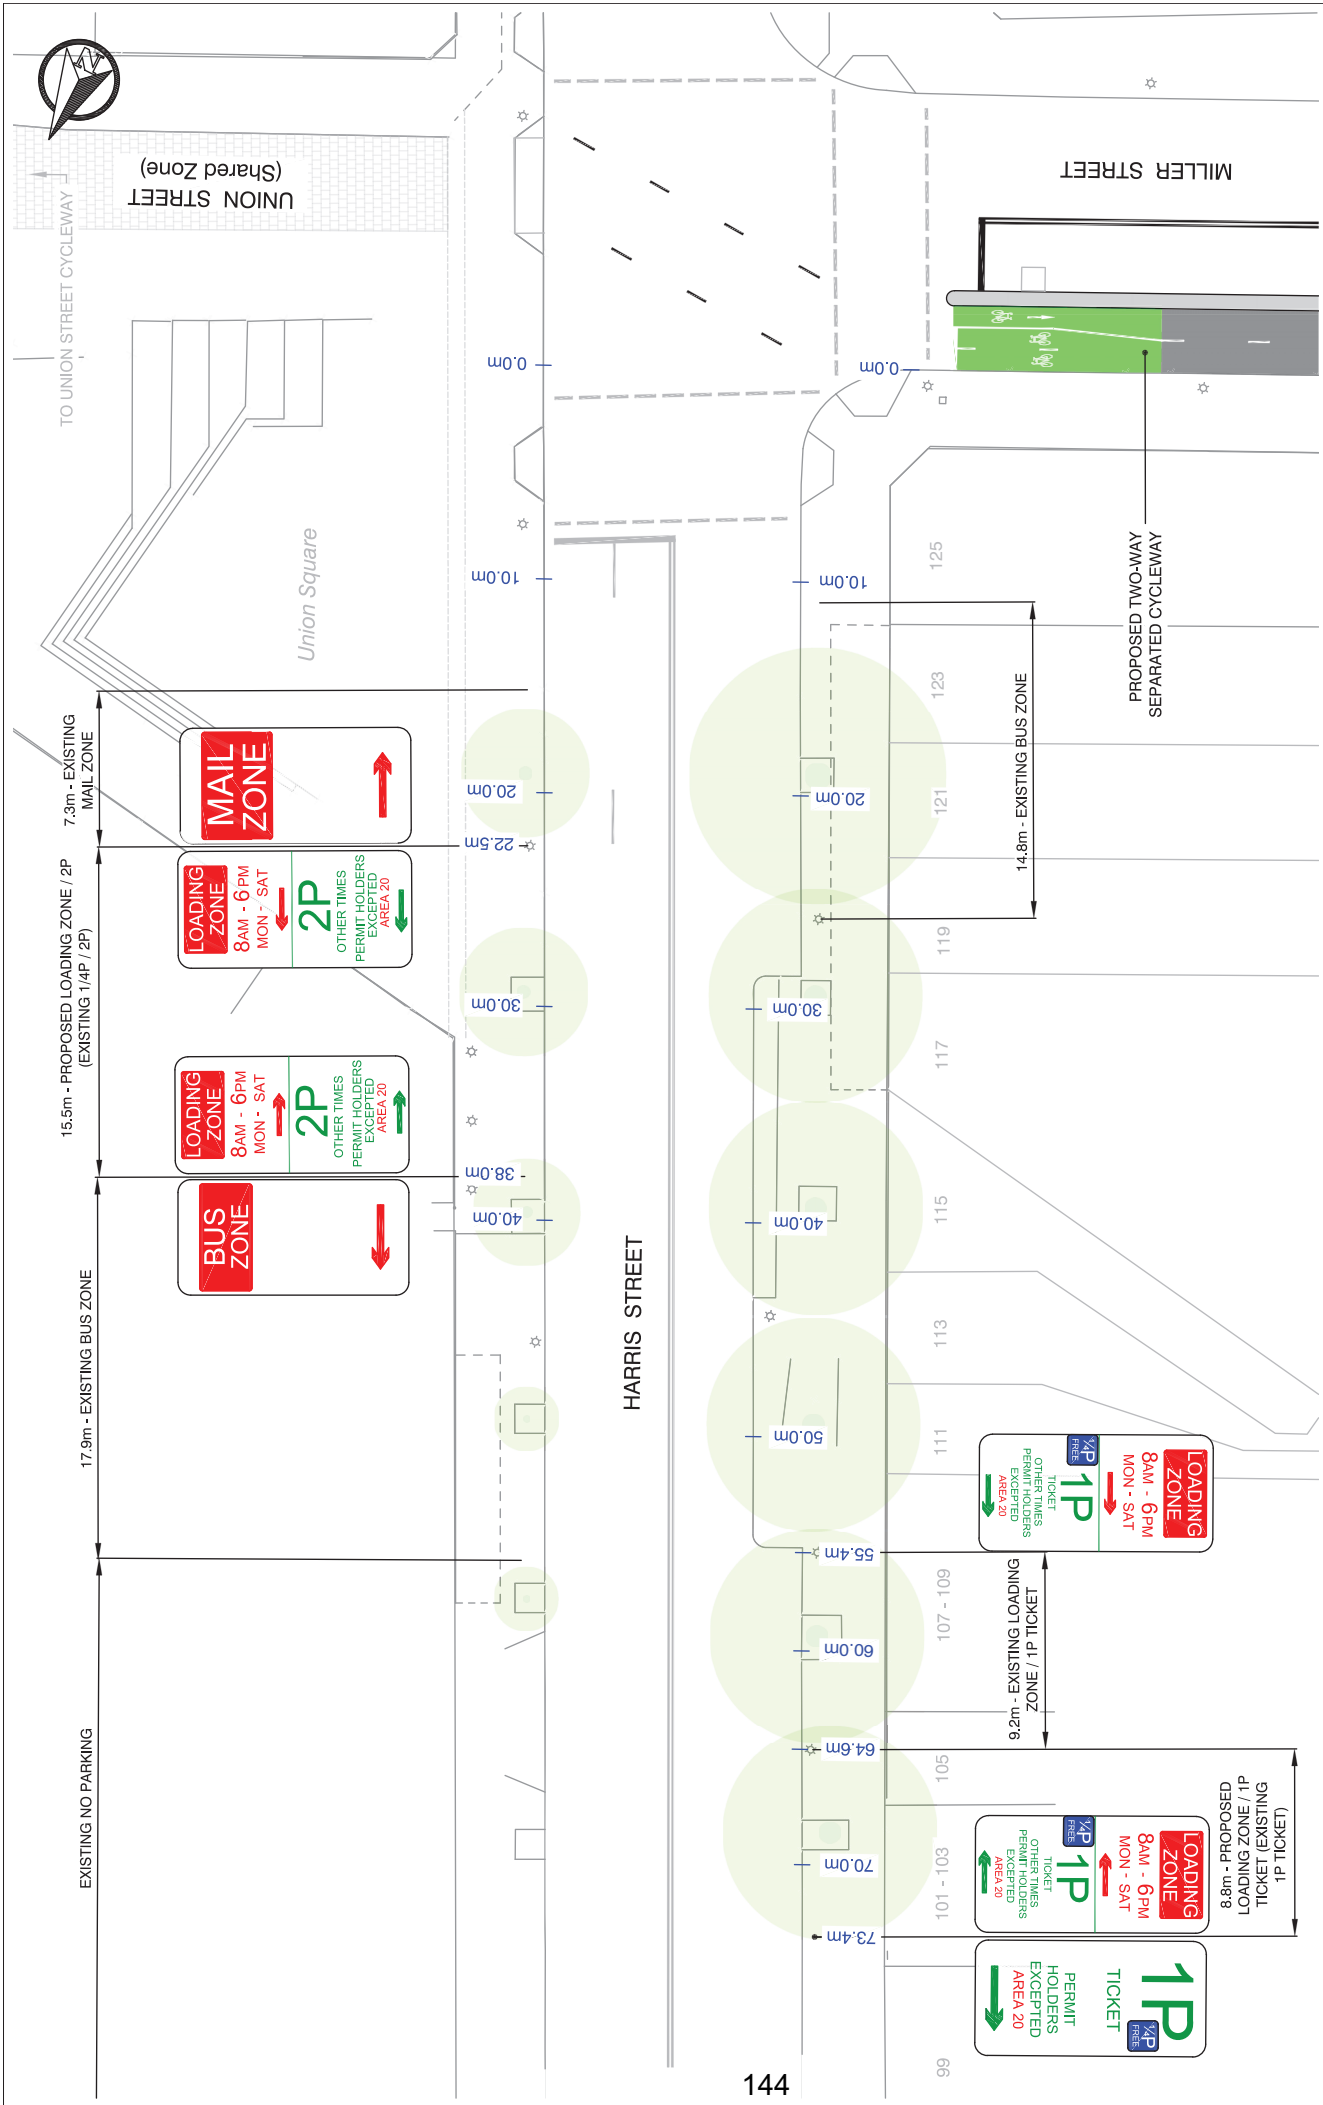 N
UNION STREET
(Shared Zone)
TO UNION STREET CYCLEWAY
MILLER STREET
0.0m
0.0m
Union Square
10.0m
10.0m
125
PROPOSED TWO-WAY
SEPARATED CYCLEWAY
123
7.3m - EXISTING
MAIL ZONE
MAIL
ZONE
20.0m
20.0m
121
14.8m - EXISTING BUS ZONE
22.5m
15.5m - PROPOSED LOADING ZONE / 2P
(EXISTING 1/4P / 2P)
LOADING
ZONE
8AM - 6PM
MON - SAT
2P
OTHER TIMES
PERMIT HOLDERS
EXCEPTED
AREA 20
119
30.0m
30.0m
117
LOADING
ZONE
8AM - 6PM
MON - SAT
2P
OTHER TIMES
PERMIT HOLDERS
EXCEPTED
AREA 20
38.0m
40.0m
40.0m
115
BUS
ZONE
17.9m - EXISTING BUS ZONE
HARRIS STREET
113
50.0m
111
LOADING
ZONE
8AM - 6PM
MON - SAT
1/4P
FREE
1P
TICKET
OTHER TIMES
PERMIT HOLDERS
EXCEPTED
AREA 20
55.4m
107 - 109
9.2m - EXISTING LOADING
ZONE / 1P TICKET
60.0m
64.6m
105
EXISTING NO PARKING
8.8m - PROPOSED
LOADING ZONE / 1P
TICKET (EXISTING
1P TICKET)
LOADING
ZONE
8AM - 6PM
MON - SAT
1/4P
FREE
1P
TICKET
OTHER TIMES
PERMIT HOLDERS
EXCEPTED
AREA 20
70.0m
101 - 103
73.4m
1P
1/4P
FREE
TICKET
PERMIT
HOLDERS
EXCEPTED
AREA 20
99
144